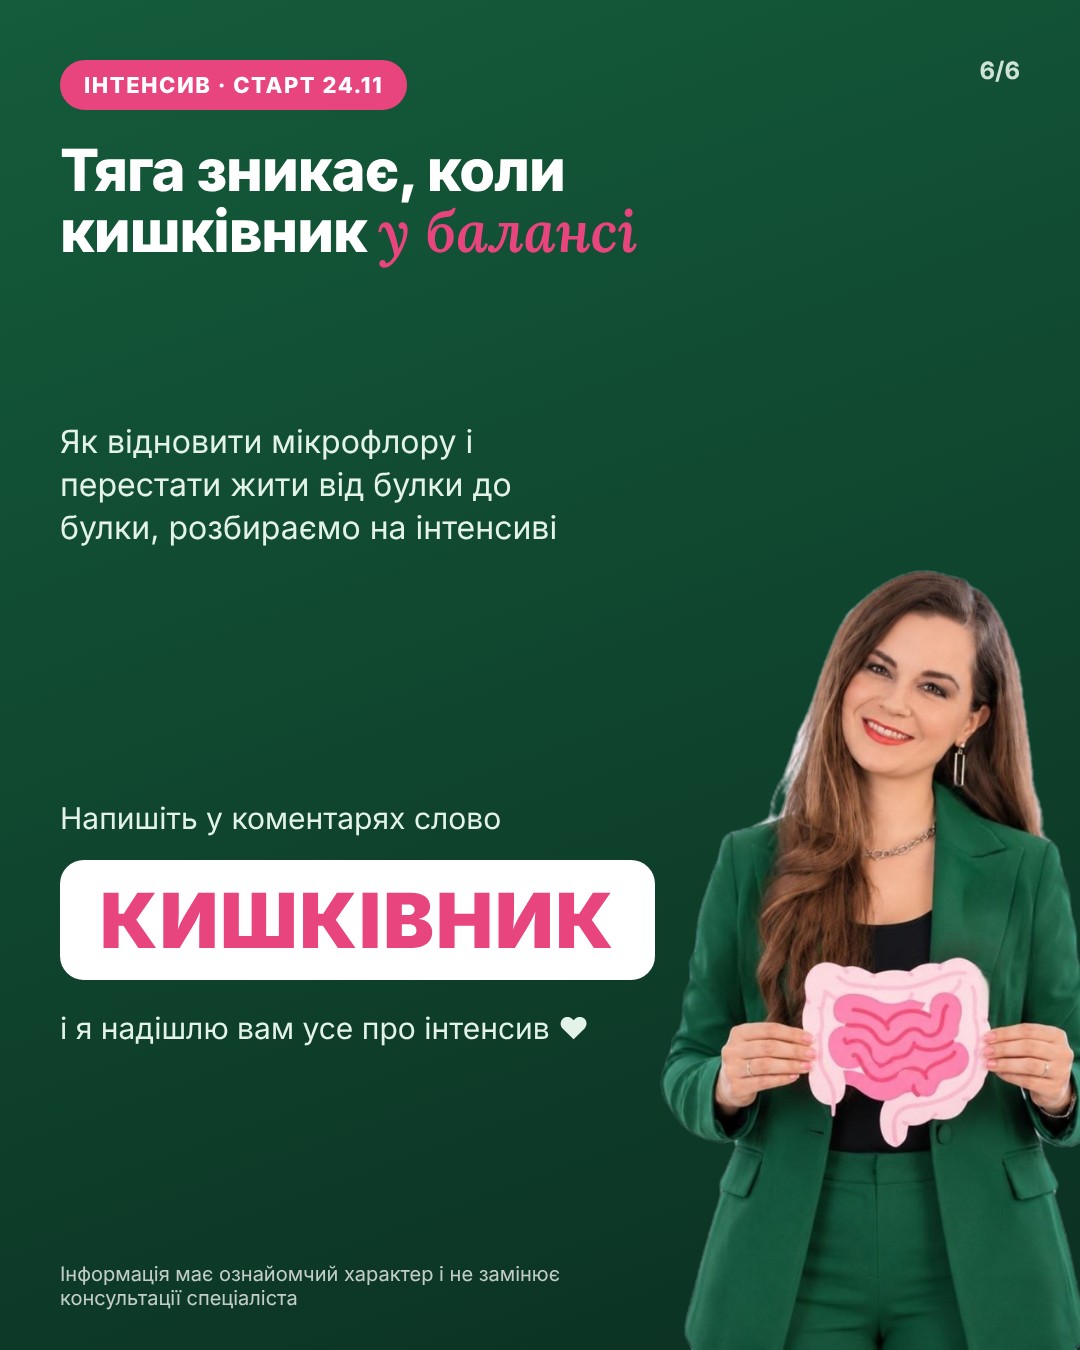 ІНТЕНСИВ · СТАРТ 24.11
6/6
Тяга зникає, коли
кишківник у балансі
Як відновити мікрофлору і
перестати жити від булки до
булки, розбираємо на інтенсиві
Напишіть у коментарях слово
КИШКІВНИК
і я надішлю вам усе про інтенсив ♥
Інформація має ознайомчий характер і не замінює
консультації спеціаліста